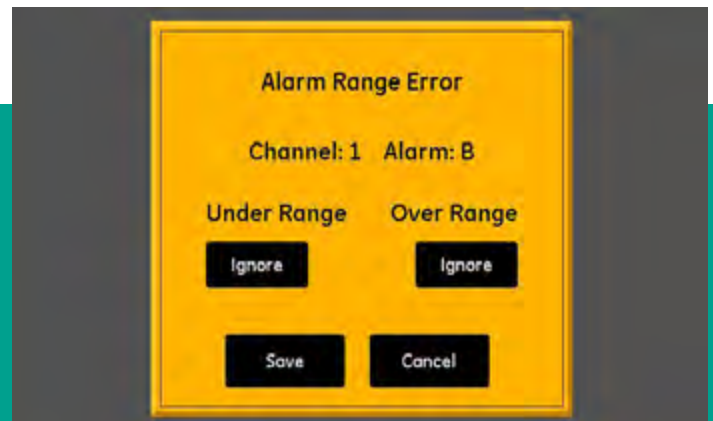 Alarm Range Error
Channel: 1 Alarm: B
Under Range Over Range
Ignore Ignore
Save Cancel